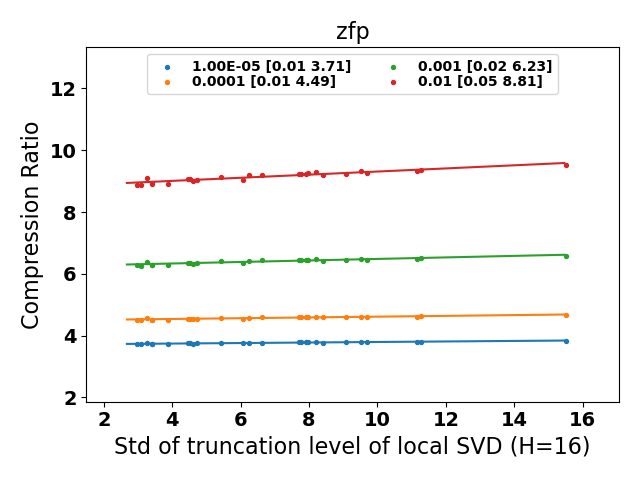 zfp
1.00E-05 [0.01 3.71]
0.0001 [0.01 4.49]
0.001 [0.02 6.23]
0.01 [0.05 8.81]
Compression Ratio
12
10
8
6
4
2
2 4 6 8 10 12 14 16
Std of truncation level of local SVD (H=16)